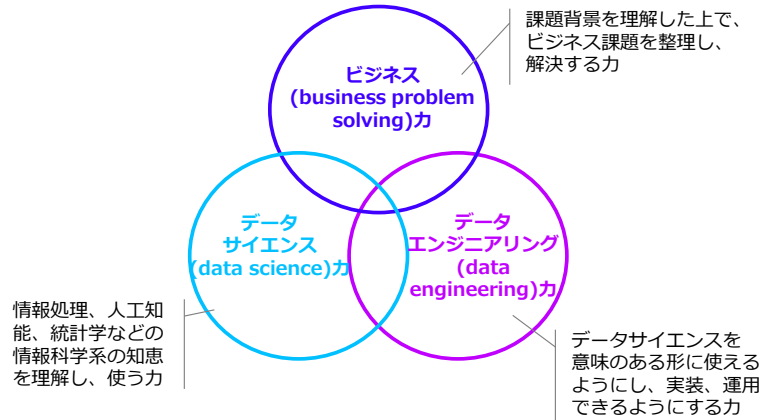 課題背景を理解した上で、
ビジネス課題を整理し、
解決する力
ビジネス
(business problem
solving)力
データ
サイエンス
(data science)力
データ
エンジニアリング
(data
engineering)力
情報処理、人工知
能、統計学などの
情報科学系の知恵
を理解し、使う力
データサイエンスを
意味のある形に使える
ようにし、実装、運用
できるようにする力